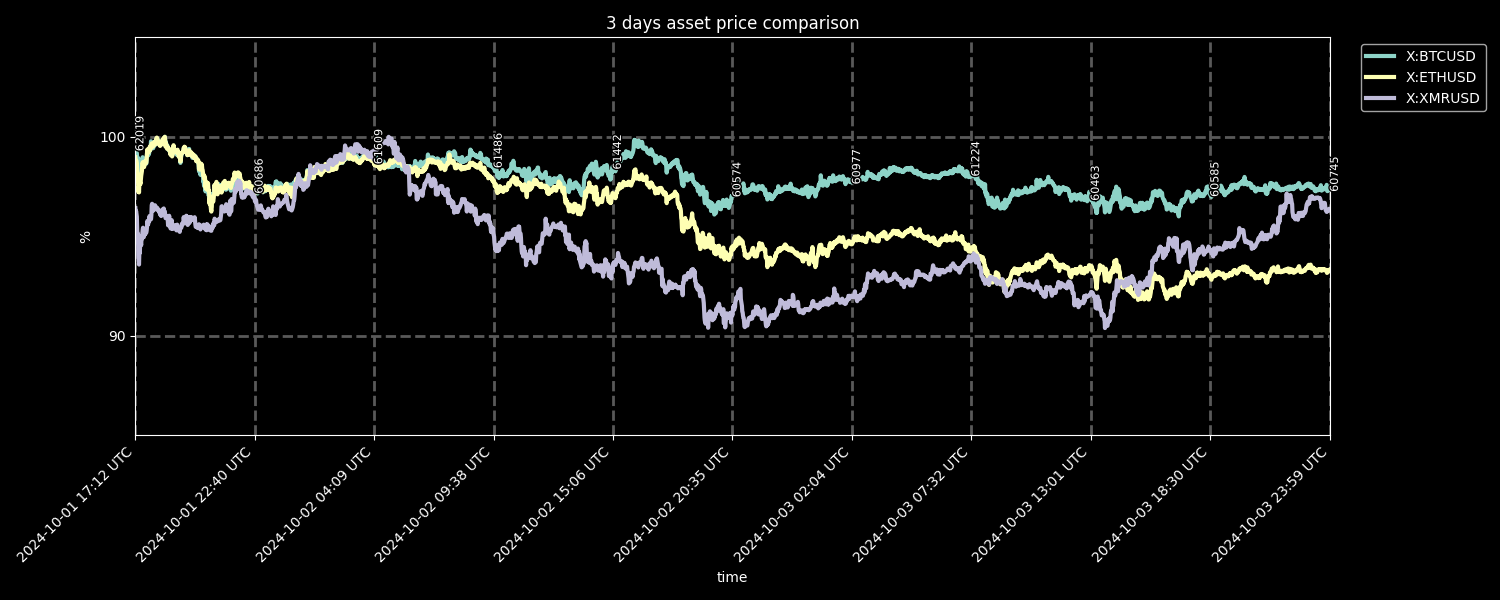 3 days asset price comparison
X:BTCUSD
X:ETHUSD
X:XMRUSD
100
90
%
62019
60686
61609
61486
61442
60574
60977
61224
60463
60585
60745
2024-10-01 17:12 UTC
2024-10-01 22:40 UTC
2024-10-02 04:09 UTC
2024-10-02 09:38 UTC
2024-10-02 15:06 UTC
2024-10-02 20:35 UTC
2024-10-03 02:04 UTC
2024-10-03 07:32 UTC
2024-10-03 13:01 UTC
2024-10-03 18:30 UTC
2024-10-03 23:59 UTC
time